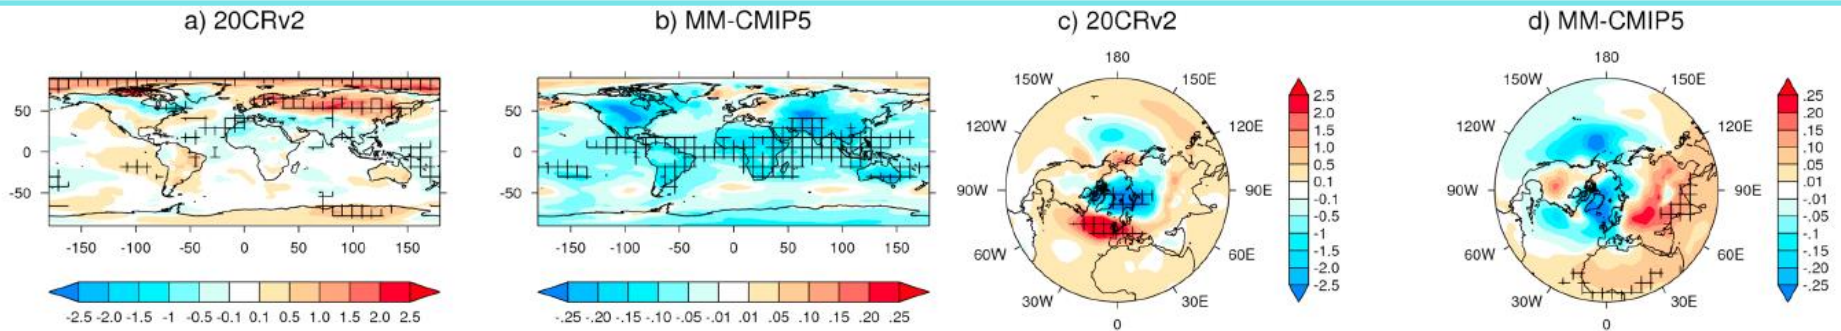 a) 20CRv2
b) MM-CMIP5
c) 20CRv2
d) MM-CMIP5
50
0
-50
-150 -100 -50 0 50 100 150
-2.5 -2.0 -1.5 -1 -0.5 -0.1 0.1 0.5 1.0 1.5 2.0 2.5
50
0
-50
-150 -100 -50 0 50 100 150
-.25 -.20 -.15 -.10 -.05 -.01 .01 .05 .10 .15 .20 .25
180
150W 150E
120W 120E
90W 90E
60W 60E
30W 30E
0
2.5
2.0
1.5
1.0
0.5
0.1
-0.1
-0.5
-1
-1.5
-2.0
-2.5
180
150W 150E
120W 120E
90W 90E
60W 60E
30W 30E
0
.25
.20
.15
.10
.05
.01
-.01
-.05
-.1
-.15
-.20
-.25